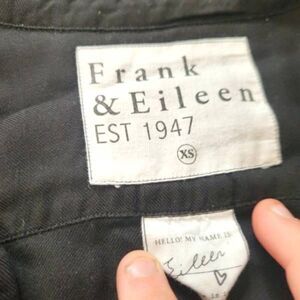 Frank
& Eileen
EST 1947
XS
HELLO! MY NAME IS
Eileen